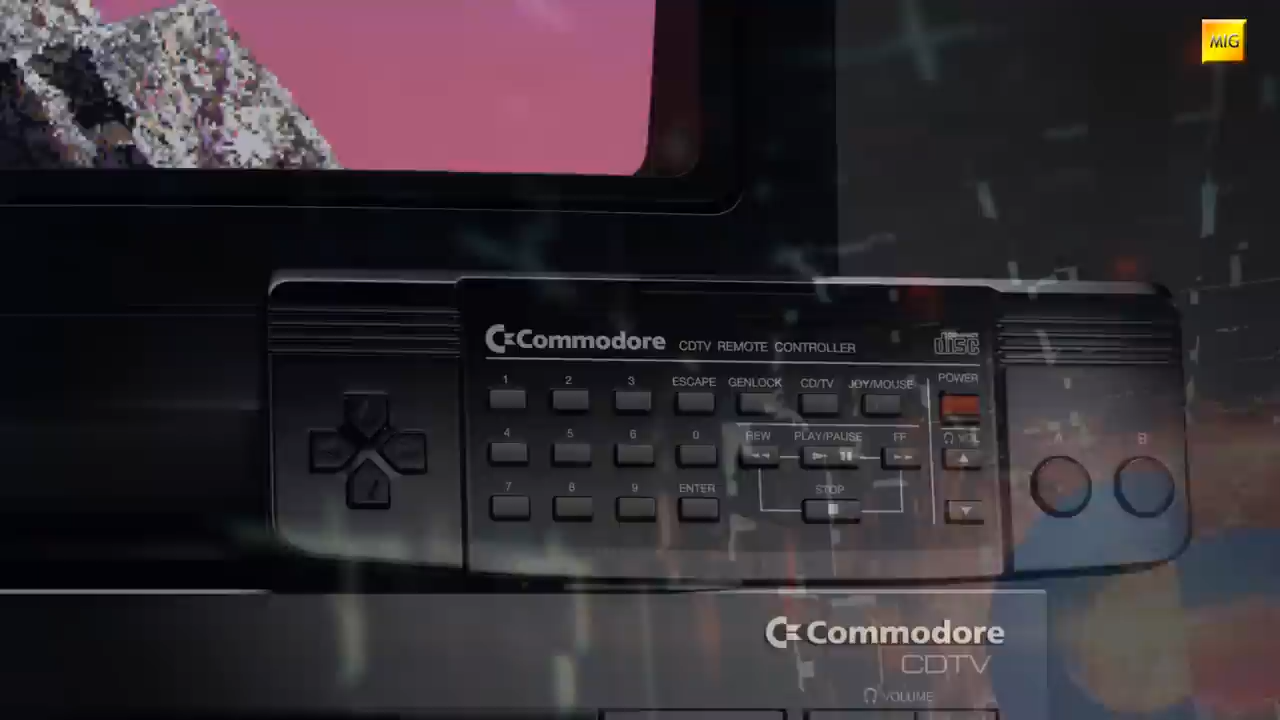 MIG
Commodore CDTV REMOTE CONTROLLER disc
1 2 3 ESCAPE GENLOCK CD/TV JOY/MOUSE POWER
4 5 6 0 REW PLAY/PAUSE FF VOL
A B
7 8 9 ENTER STOP
Commodore
CDTV
VOLUME